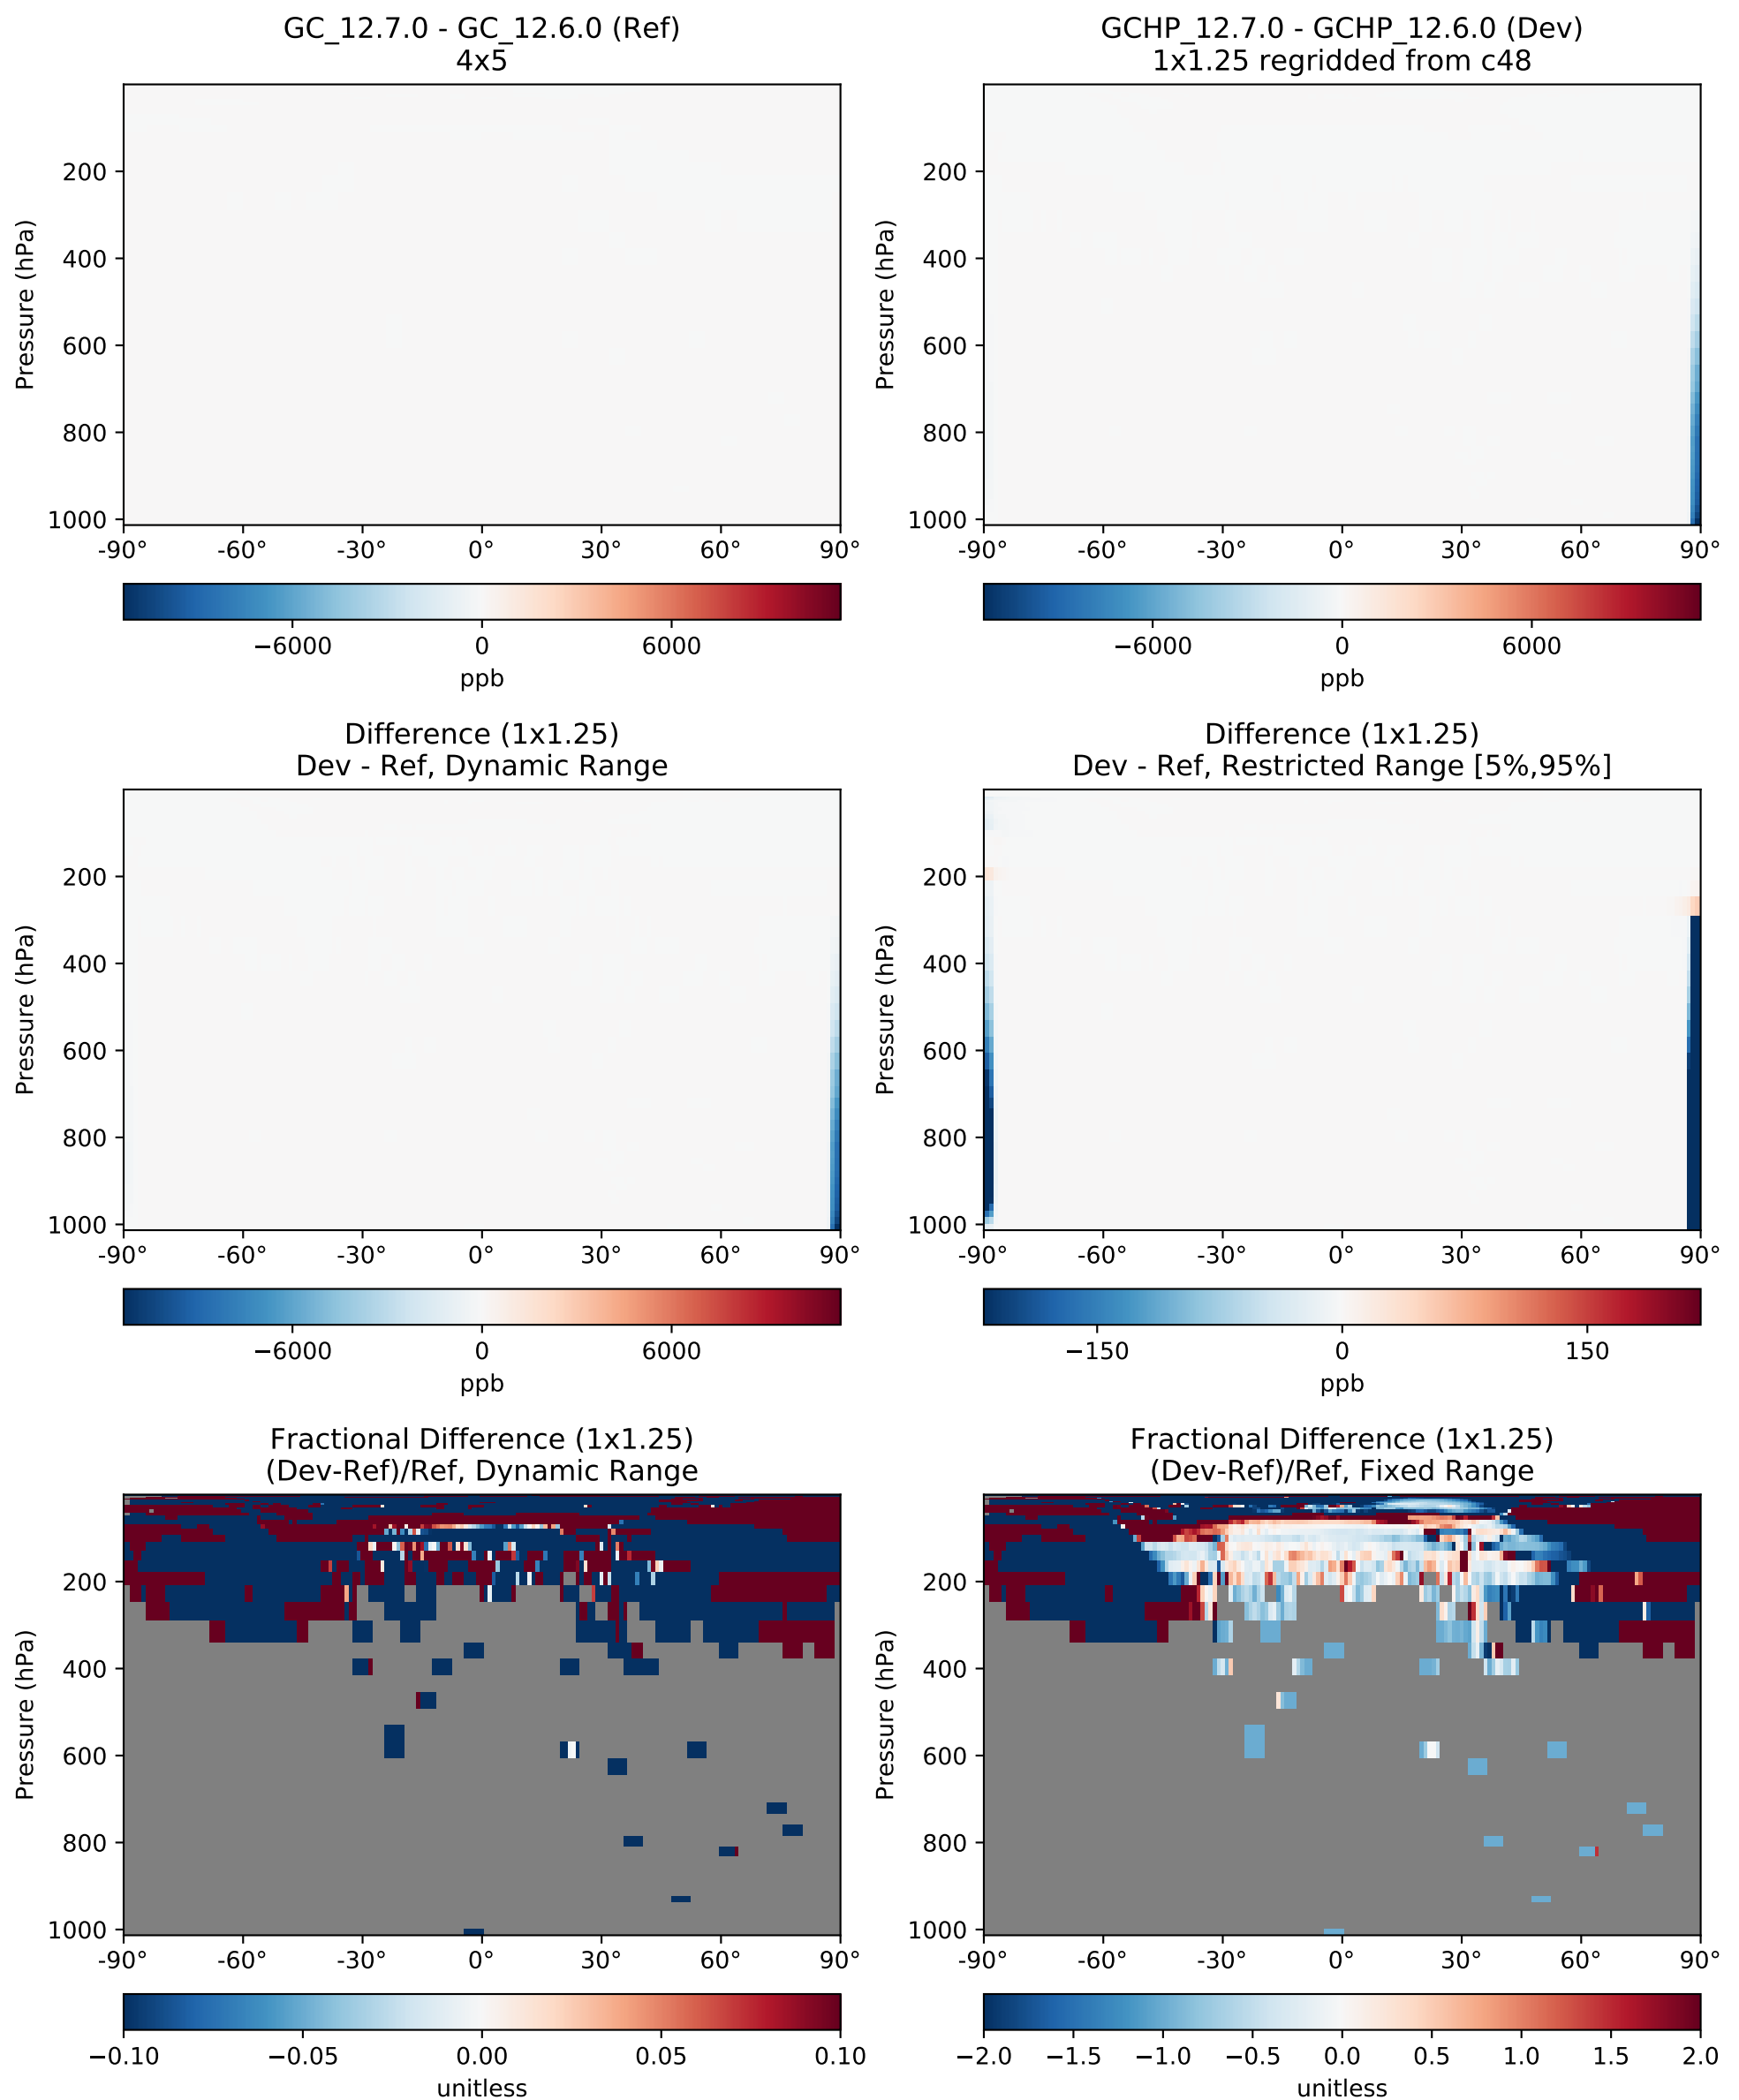 GC_12.7.0 - GC_12.6.0 (Ref)
4x5
Pressure (hPa)
200
400
600
800
1000
-90° -60° -30° 0° 30° 60° 90°
−6000 0 6000
ppb
GCHP_12.7.0 - GCHP_12.6.0 (Dev)
1x1.25 regridded from c48
Pressure (hPa)
200
400
600
800
1000
-90° -60° -30° 0° 30° 60° 90°
−6000 0 6000
ppb
Difference (1x1.25)
Dev - Ref, Dynamic Range
Pressure (hPa)
200
400
600
800
1000
-90° -60° -30° 0° 30° 60° 90°
−6000 0 6000
ppb
Difference (1x1.25)
Dev - Ref, Restricted Range [5%,95%]
Pressure (hPa)
200
400
600
800
1000
-90° -60° -30° 0° 30° 60° 90°
−150 0 150
ppb
Fractional Difference (1x1.25)
(Dev-Ref)/Ref, Dynamic Range
Pressure (hPa)
200
400
600
800
1000
-90° -60° -30° 0° 30° 60° 90°
−0.10 −0.05 0.00 0.05 0.10
unitless
Fractional Difference (1x1.25)
(Dev-Ref)/Ref, Fixed Range
Pressure (hPa)
200
400
600
800
1000
-90° -60° -30° 0° 30° 60° 90°
−2.0 −1.5 −1.0 −0.5 0.0 0.5 1.0 1.5 2.0
unitless